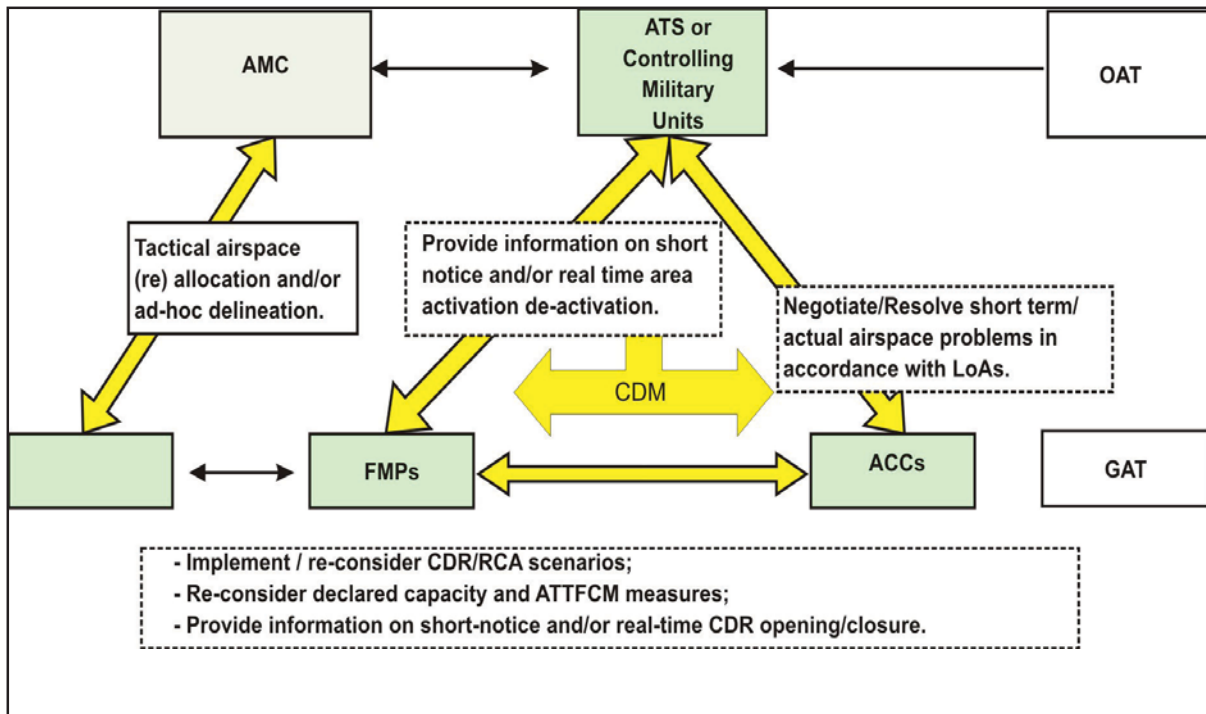 AMC
ATS or
Controlling
Military
Units
OAT
Tactical airspace
(re) allocation and/or
ad-hoc delineation.
Provide information on short
notice and/or real time area
activation de-activation.
Negotiate/Resolve short term/
actual airspace problems in
accordance with LoAs.
CDM
FMPs
ACCs
GAT
- Implement / re-consider CDR/RCA scenarios;
- Re-consider declared capacity and ATTFCM measures;
- Provide information on short-notice and/or real-time CDR opening/closure.